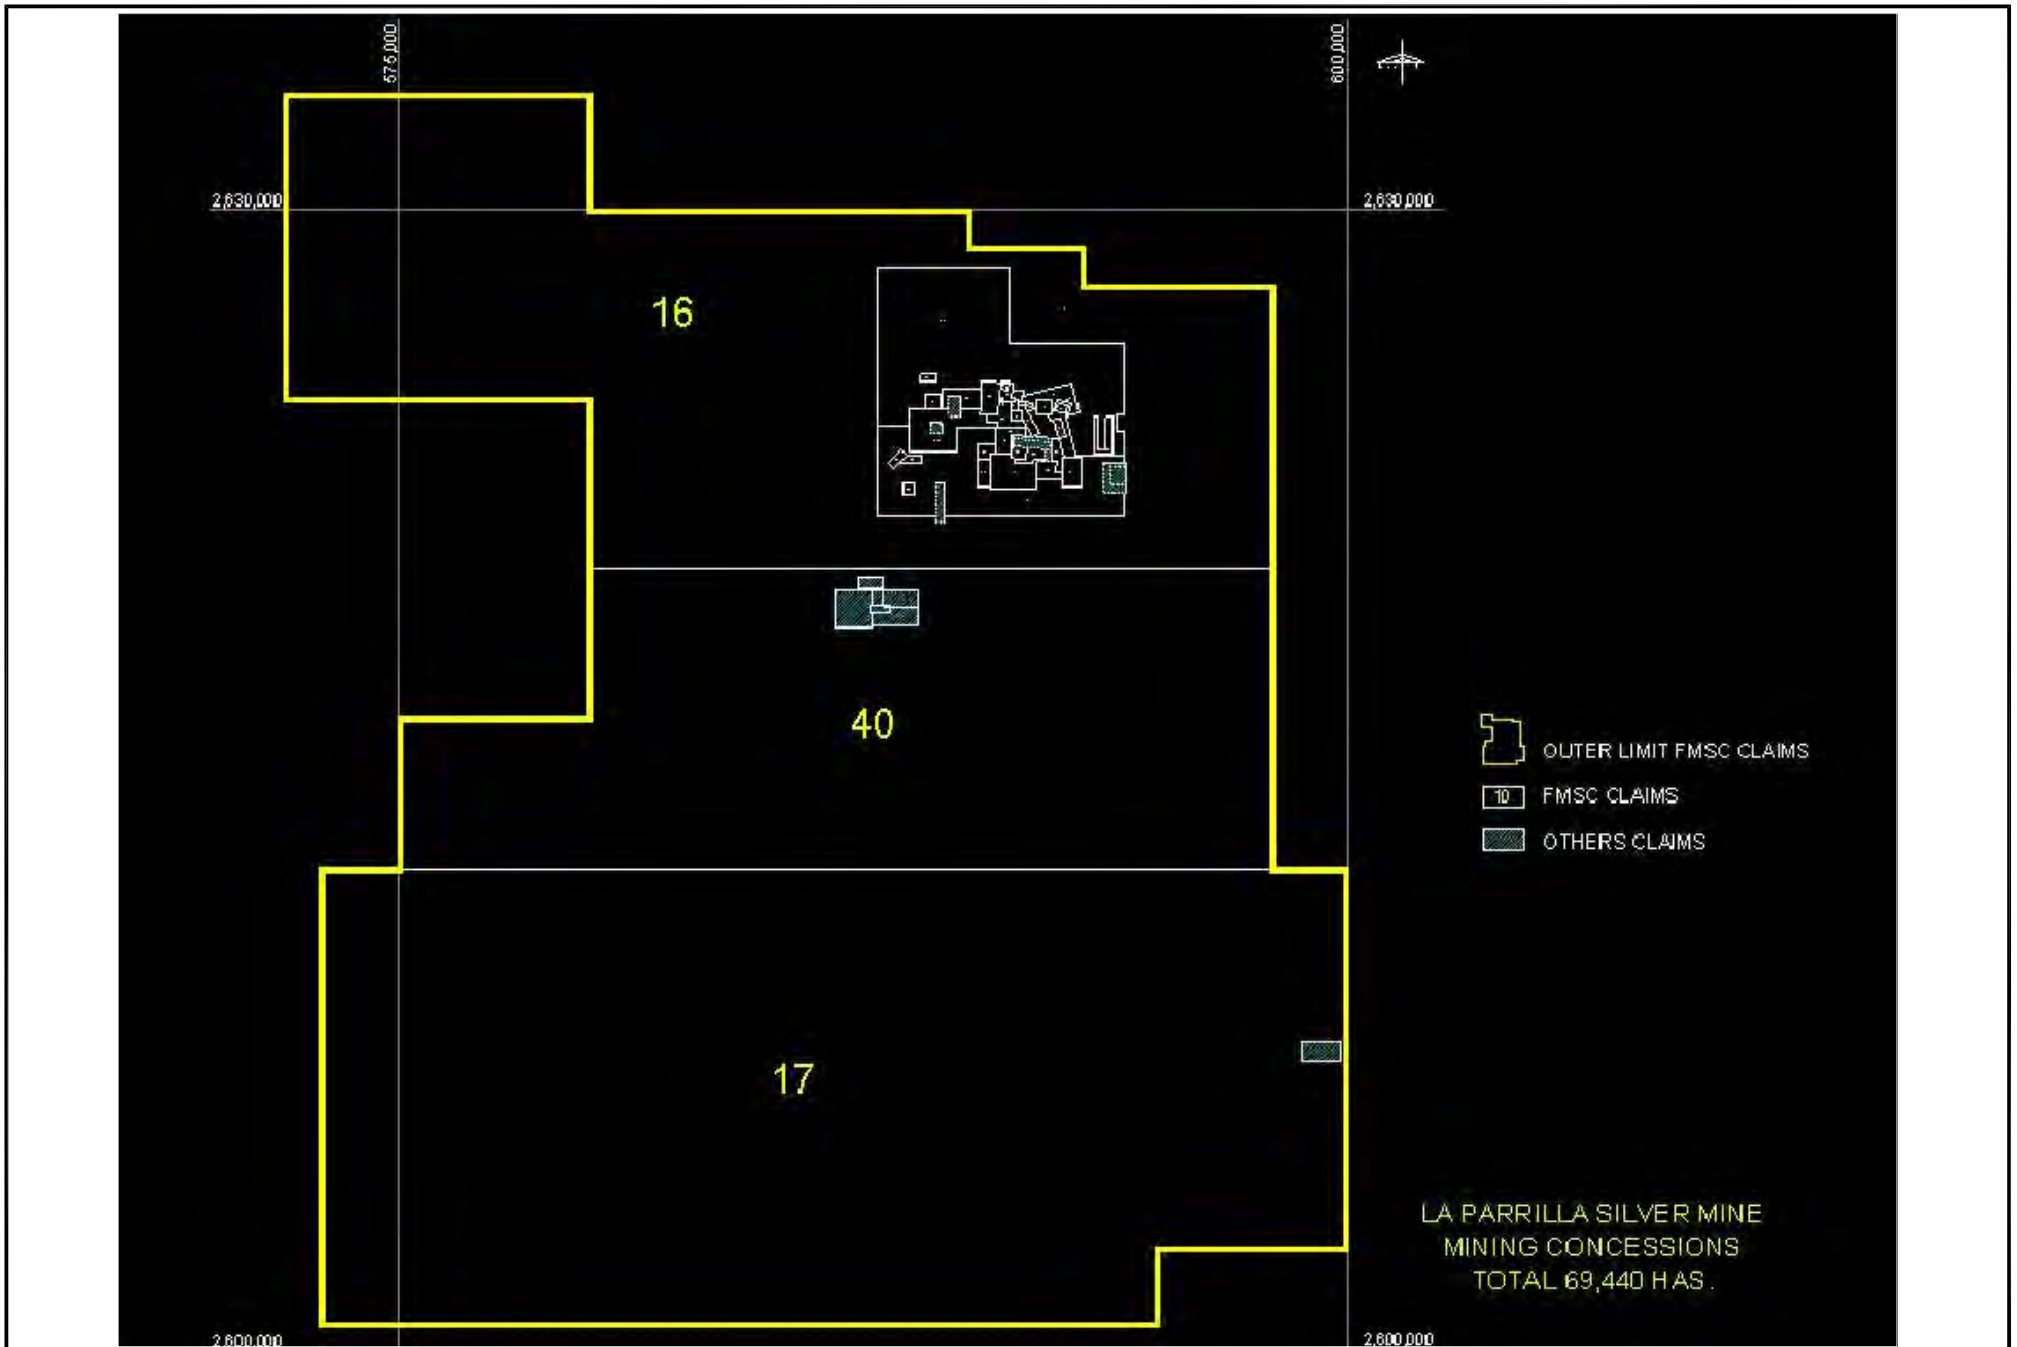 575,000
600,000
2,630,000
2,630,000
16
40
OUTER LIMIT FMSC CLAIMS
10
FMSC CLAIMS
OTHERS CLAIMS
17
LA PARRILLA SILVER MINE
MINING CONCESSIONS
TOTAL 69,440 HAS.
2,600,000
2,600,000